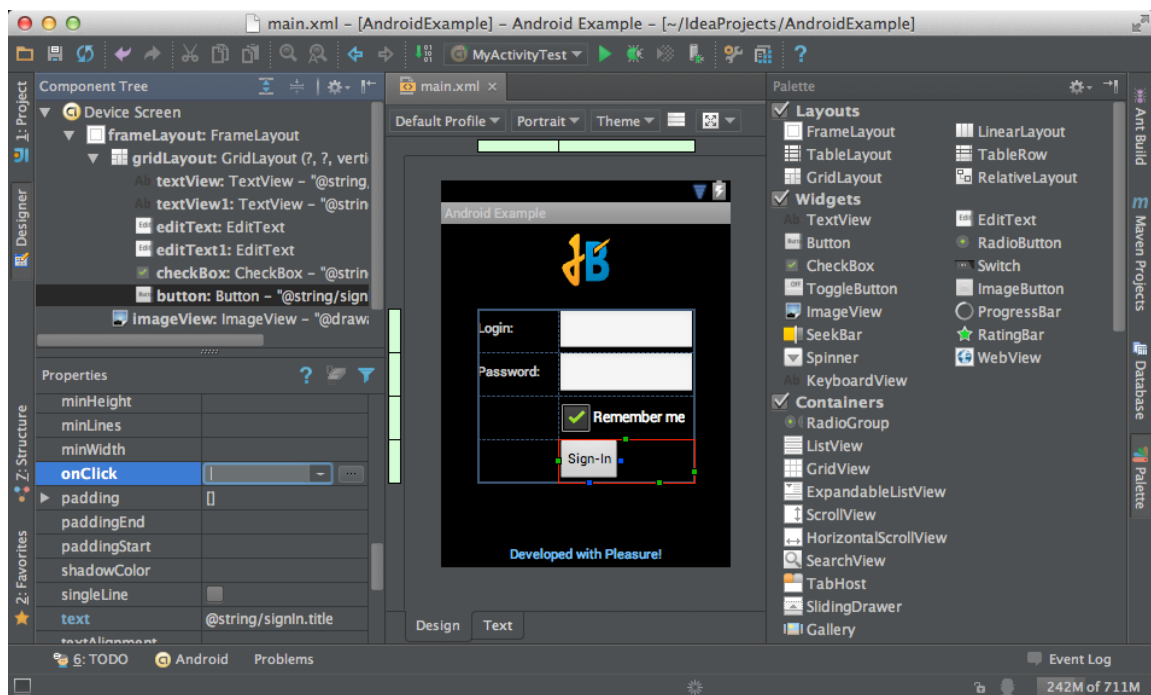 main.xml – [AndroidExample] – Android Example – [~/IdeaProjects/AndroidExample]
MyActivityTest
1: Project
Designer
Z: Structure
2: Favorites
Component Tree
Device Screen
frameLayout: FrameLayout
gridLayout: GridLayout (?, ?, verti
Ab textView: TextView – "@string,
Ab textView1: TextView – "@strin
editText: EditText
editText1: EditText
checkBox: CheckBox – "@strin
button: Button – "@string/sign
imageView: ImageView – "@drawa
Properties
minHeight
minLines
minWidth
onClick
padding []
paddingEnd
paddingStart
shadowColor
singleLine
text @string/signIn.title
textAlignment
main.xml
Default Profile Portrait Theme
Android Example
Login:
Password:
Remember me
Sign-In
Developed with Pleasure!
Design Text
Palette
Layouts
FrameLayout LinearLayout
TableLayout TableRow
GridLayout RelativeLayout
Widgets
Ab TextView EditText
Button RadioButton
CheckBox Switch
ToggleButton ImageButton
ImageView ProgressBar
SeekBar RatingBar
Spinner WebView
Ab KeyboardView
Containers
RadioGroup
ListView
GridView
ExpandableListView
ScrollView
HorizontalScrollView
SearchView
TabHost
SlidingDrawer
Gallery
Ant Build
Maven Projects
Database
Palette
6: TODO Android Problems Event Log
242M of 711M